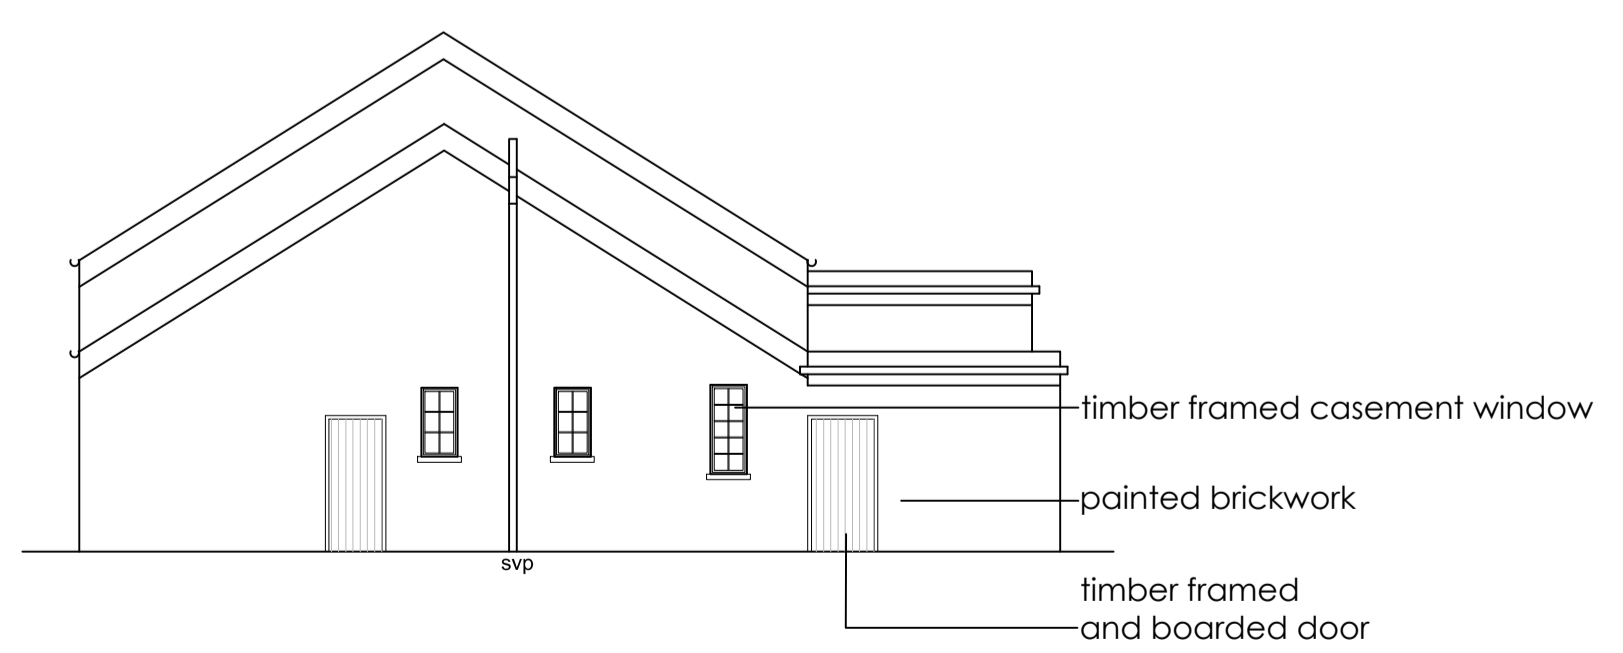 timber framed casement window
painted brickwork
svp
timber framed
and boarded door